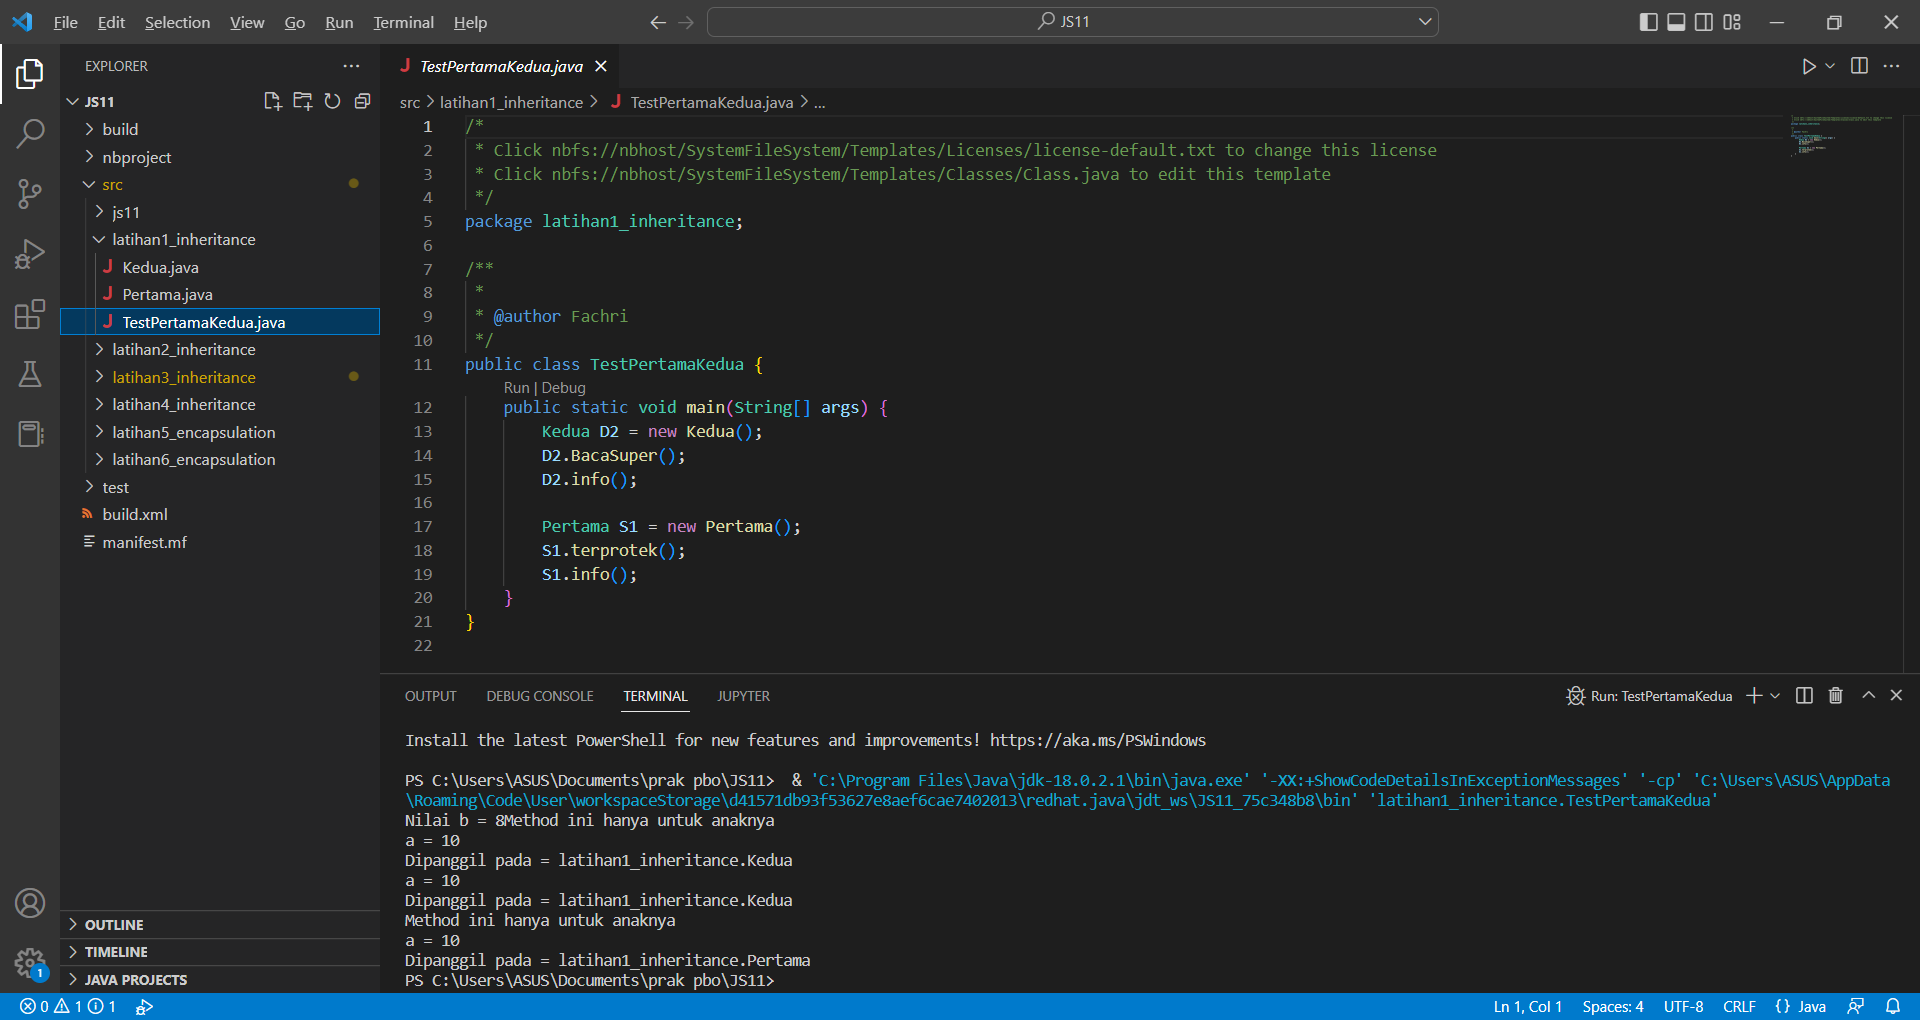 File Edit Selection View Go Run Terminal Help JS11
EXPLORER
JS11
build
nbproject
src
js11
latihan1_inheritance
Kedua.java
Pertama.java
TestPertamaKedua.java
latihan2_inheritance
latihan3_inheritance
latihan4_inheritance
latihan5_encapsulation
latihan6_encapsulation
test
build.xml
manifest.mf
OUTLINE
TIMELINE
JAVA PROJECTS
TestPertamaKedua.java
src > latihan1_inheritance > TestPertamaKedua.java > ...
1 /*
2 * Click nbfs://nbhost/SystemFileSystem/Templates/Licenses/license-default.txt to change this license
3 * Click nbfs://nbhost/SystemFileSystem/Templates/Classes/Class.java to edit this template
4 */
5 package latihan1_inheritance;
6
7 /**
8 *
9 * @author Fachri
10 */
11 public class TestPertamaKedua {
Run | Debug
12 public static void main(String[] args) {
13 Kedua D2 = new Kedua();
14 D2.BacaSuper();
15 D2.info();
16
17 Pertama S1 = new Pertama();
18 S1.terprotek();
19 S1.info();
20 }
21 }
22
OUTPUT DEBUG CONSOLE TERMINAL JUPYTER Run: TestPertamaKedua
Install the latest PowerShell for new features and improvements! https://aka.ms/PSWindows
PS C:\Users\ASUS\Documents\prak pbo\JS11> & 'C:\Program Files\Java\jdk-18.0.2.1\bin\java.exe' '-XX:+ShowCodeDetailsInExceptionMessages' '-cp' 'C:\Users\ASUS\AppData
\Roaming\Code\User\workspaceStorage\d41571db93f53627e8aef6cae7402013\redhat.java\jdt_ws\JS11_75c348b8\bin' 'latihan1_inheritance.TestPertamaKedua'
Nilai b = 8Method ini hanya untuk anaknya
a = 10
Dipanggil pada = latihan1_inheritance.Kedua
a = 10
Dipanggil pada = latihan1_inheritance.Kedua
Method ini hanya untuk anaknya
a = 10
Dipanggil pada = latihan1_inheritance.Pertama
PS C:\Users\ASUS\Documents\prak pbo\JS11>
1
0 1 1 Ln 1, Col 1 Spaces: 4 UTF-8 CRLF {} Java